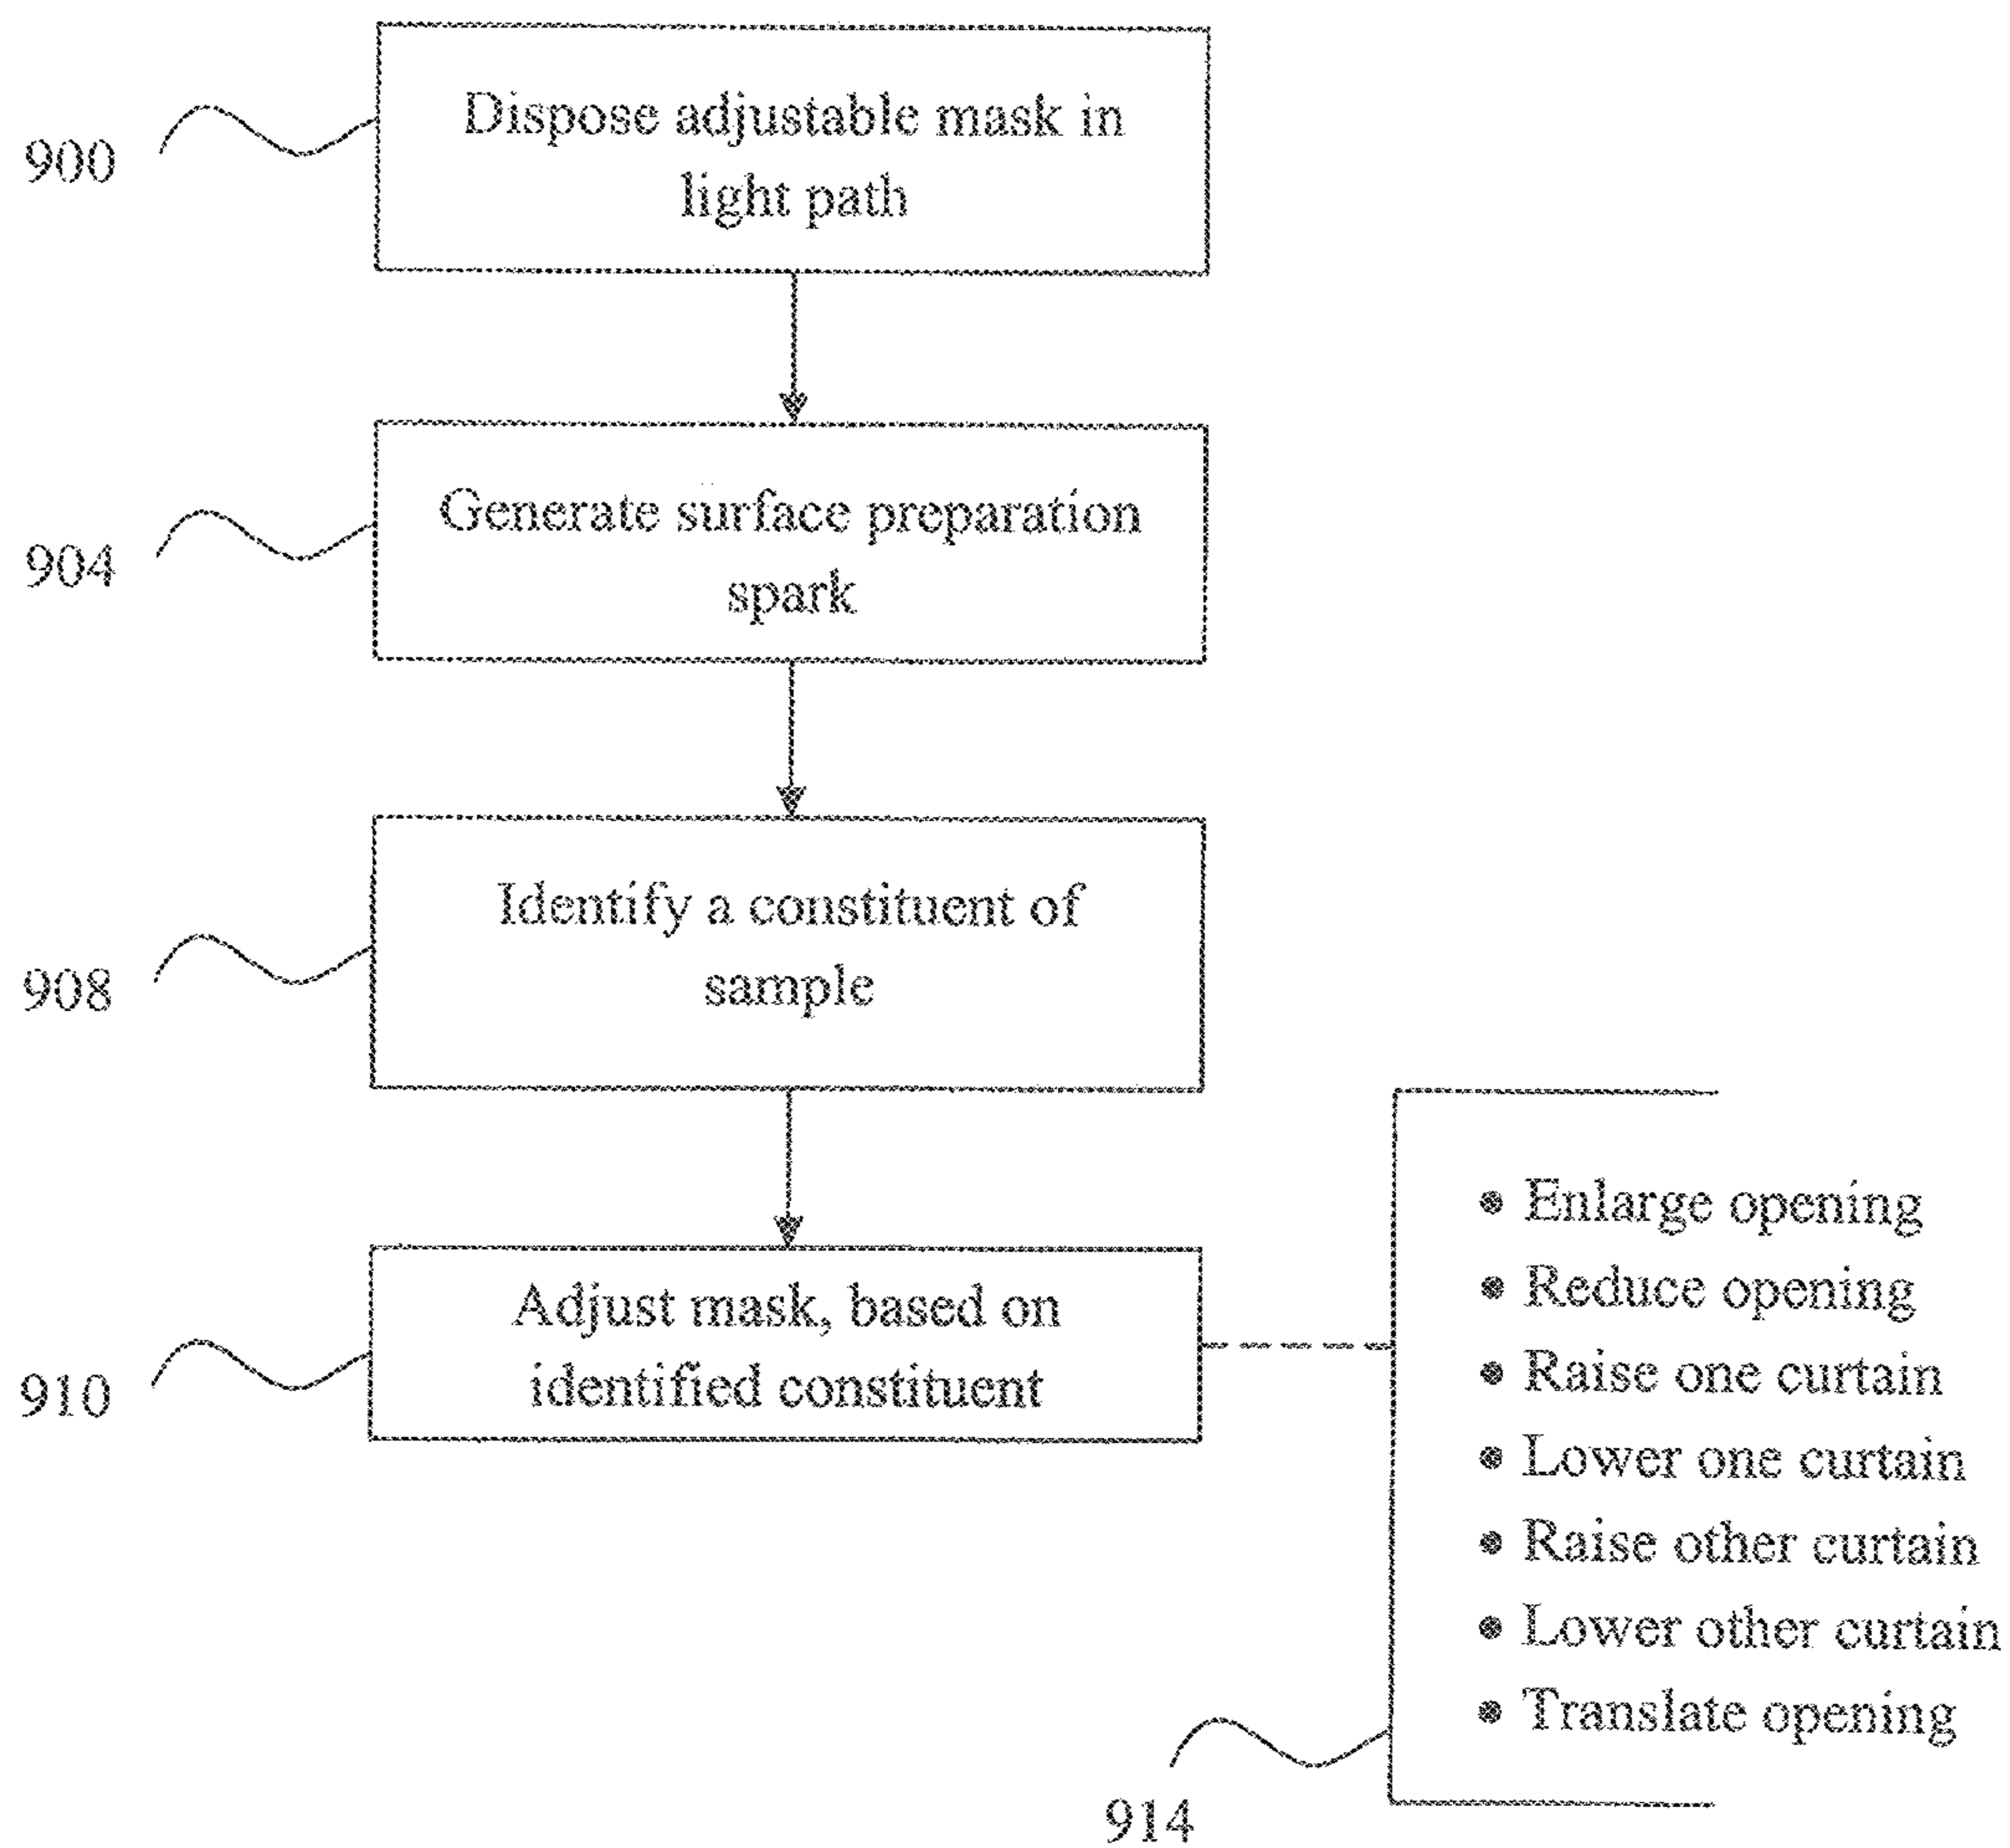 Dispose adjustable mask in
light path
900
Generate surface preparation
spark
904
Identify a constituent of
sample
908
Adjust mask, based on
identified constituent
910
• Enlarge opening
• Reduce opening
• Raise one curtain
• Lower one curtain
• Raise other curtain
• Lower other curtain
• Translate opening
914